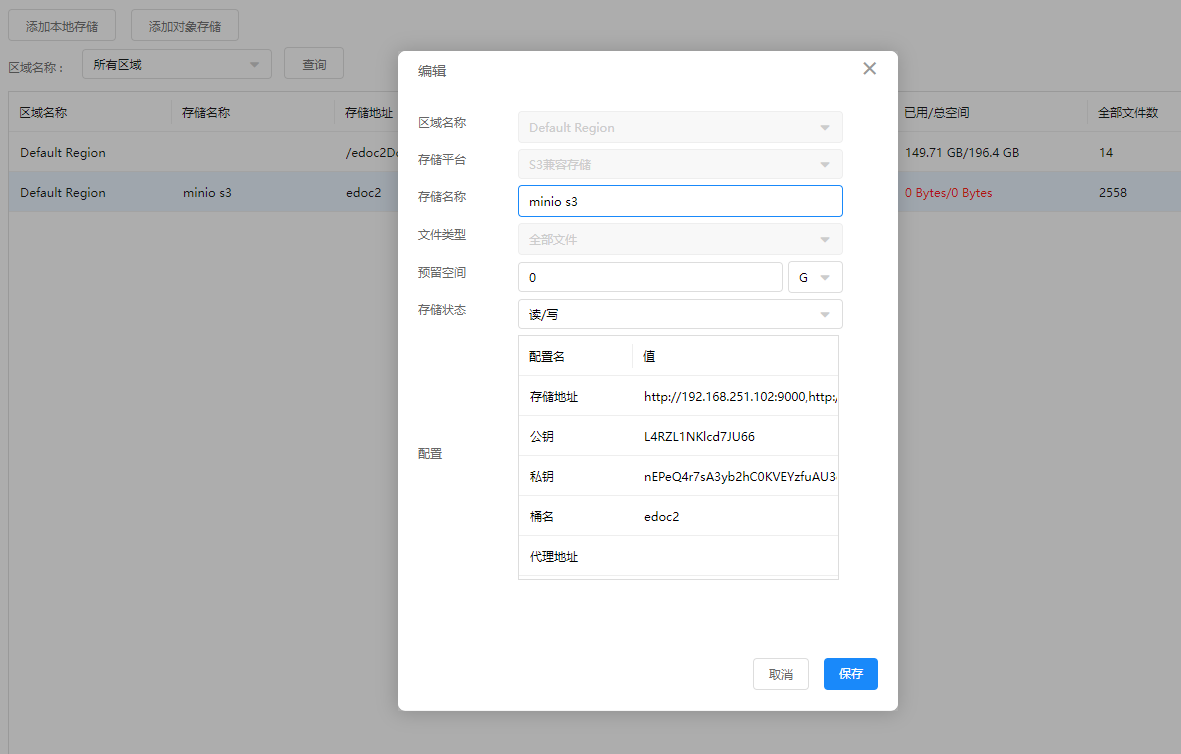 添加本地存储 添加对象存储
区域名称： 所有区域 查询
区域名称 存储名称 存储地址 已用/总空间 全部文件数
Default Region /edoc2Do 149.71 GB/196.4 GB 14
Default Region minio s3 edoc2 0 Bytes/0 Bytes 2558
编辑
区域名称 Default Region
存储平台 S3兼容存储
存储名称 minio s3
文件类型 全部文件
预留空间 0 G
存储状态 读/写
配置
配置名 值
存储地址 http://192.168.251.102:9000,http:/
公钥 L4RZL1NKlcd7JU66
私钥 nEPeQ4r7sA3yb2hC0KVEYzfuAU3
桶名 edoc2
代理地址
取消 保存